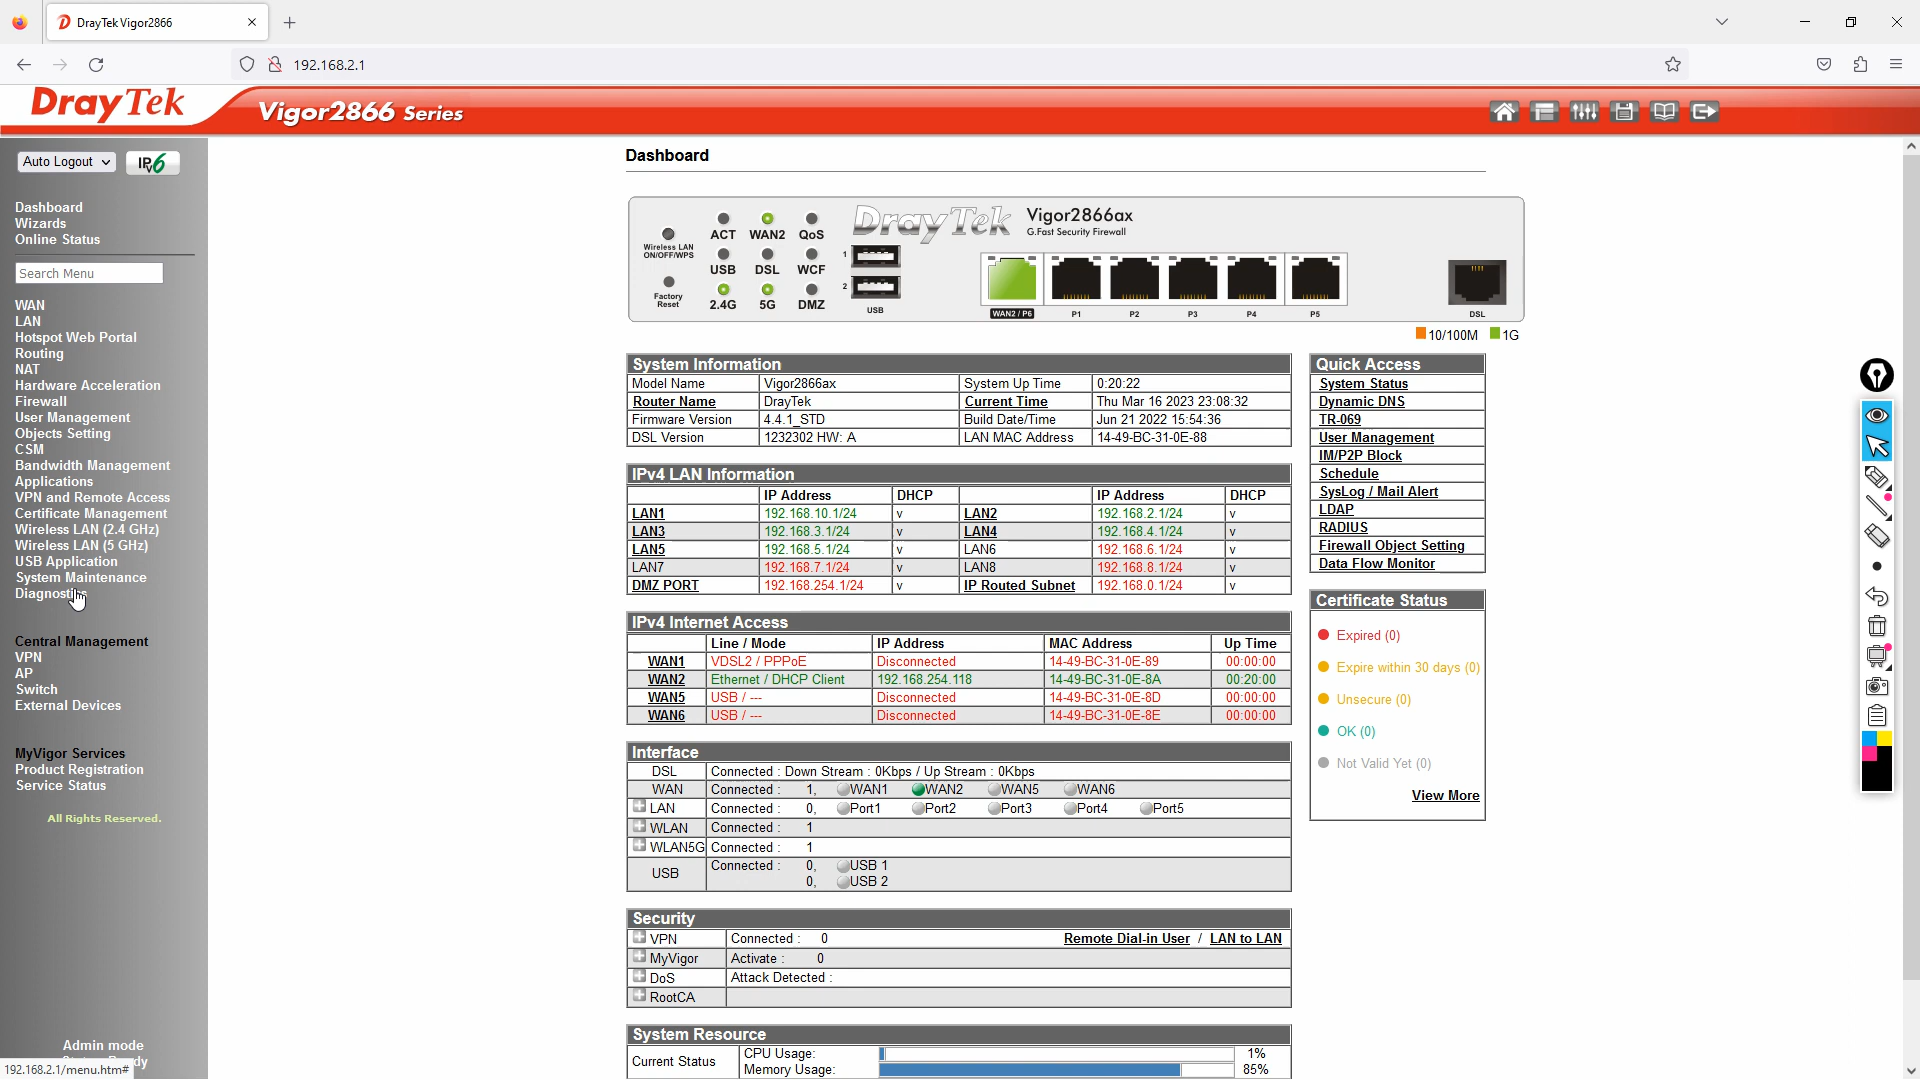 DrayTek Vigor2866
192.168.2.1
DrayTek Vigor2866 Series
Auto Logout IPv6
Dashboard
Wizards
Online Status
Search Menu
WAN
LAN
Hotspot Web Portal
Routing
NAT
Hardware Acceleration
Firewall
User Management
Objects Setting
CSM
Bandwidth Management
Applications
VPN and Remote Access
Certificate Management
Wireless LAN (2.4 GHz)
Wireless LAN (5 GHz)
USB Application
System Maintenance
Diagnostics
Central Management
VPN
AP
Switch
External Devices
MyVigor Services
Product Registration
Service Status
All Rights Reserved.
Admin mode
192.168.2.1/menu.htm#
Dashboard
Wireless LAN
ON/OFF/WPS
Factory
Reset
ACT WAN2 QoS
USB DSL WCF
2.4G 5G DMZ
1
2
USB
DrayTek Vigor2866ax
G.Fast Security Firewall
WAN2 / P6 P1 P2 P3 P4 P5 DSL
10/100M 1G
System Information
Model Name Vigor2866ax System Up Time 0:20:22
Router Name DrayTek Current Time Thu Mar 16 2023 23:08:32
Firmware Version 4.4.1_STD Build Date/Time Jun 21 2022 15:54:36
DSL Version 1232302 HW: A LAN MAC Address 14-49-BC-31-0E-88
IPv4 LAN Information
IP Address DHCP IP Address DHCP
LAN1 192.168.10.1/24 v LAN2 192.168.2.1/24 v
LAN3 192.168.3.1/24 v LAN4 192.168.4.1/24 v
LAN5 192.168.5.1/24 v LAN6 192.168.6.1/24 v
LAN7 192.168.7.1/24 v LAN8 192.168.8.1/24 v
DMZ PORT 192.168.254.1/24 v IP Routed Subnet 192.168.0.1/24 v
IPv4 Internet Access
Line / Mode IP Address MAC Address Up Time
WAN1 VDSL2 / PPPoE Disconnected 14-49-BC-31-0E-89 00:00:00
WAN2 Ethernet / DHCP Client 192.168.254.118 14-49-BC-31-0E-8A 00:20:00
WAN5 USB / --- Disconnected 14-49-BC-31-0E-8D 00:00:00
WAN6 USB / --- Disconnected 14-49-BC-31-0E-8E 00:00:00
Interface
DSL Connected : Down Stream : 0Kbps / Up Stream : 0Kbps
WAN Connected : 1, WAN1 WAN2 WAN5 WAN6
LAN Connected : 0, Port1 Port2 Port3 Port4 Port5
WLAN Connected : 1
WLAN5G Connected : 1
USB Connected : 0, USB 1
0, USB 2
Security
VPN Connected : 0 Remote Dial-in User / LAN to LAN
MyVigor Activate : 0
DoS Attack Detected :
RootCA
System Resource
Current Status CPU Usage: 1%
Memory Usage: 85%
Quick Access
System Status
Dynamic DNS
TR-069
User Management
IM/P2P Block
Schedule
SysLog / Mail Alert
LDAP
RADIUS
Firewall Object Setting
Data Flow Monitor
Certificate Status
Expired (0)
Expire within 30 days (0)
Unsecure (0)
OK (0)
Not Valid Yet (0)
View More